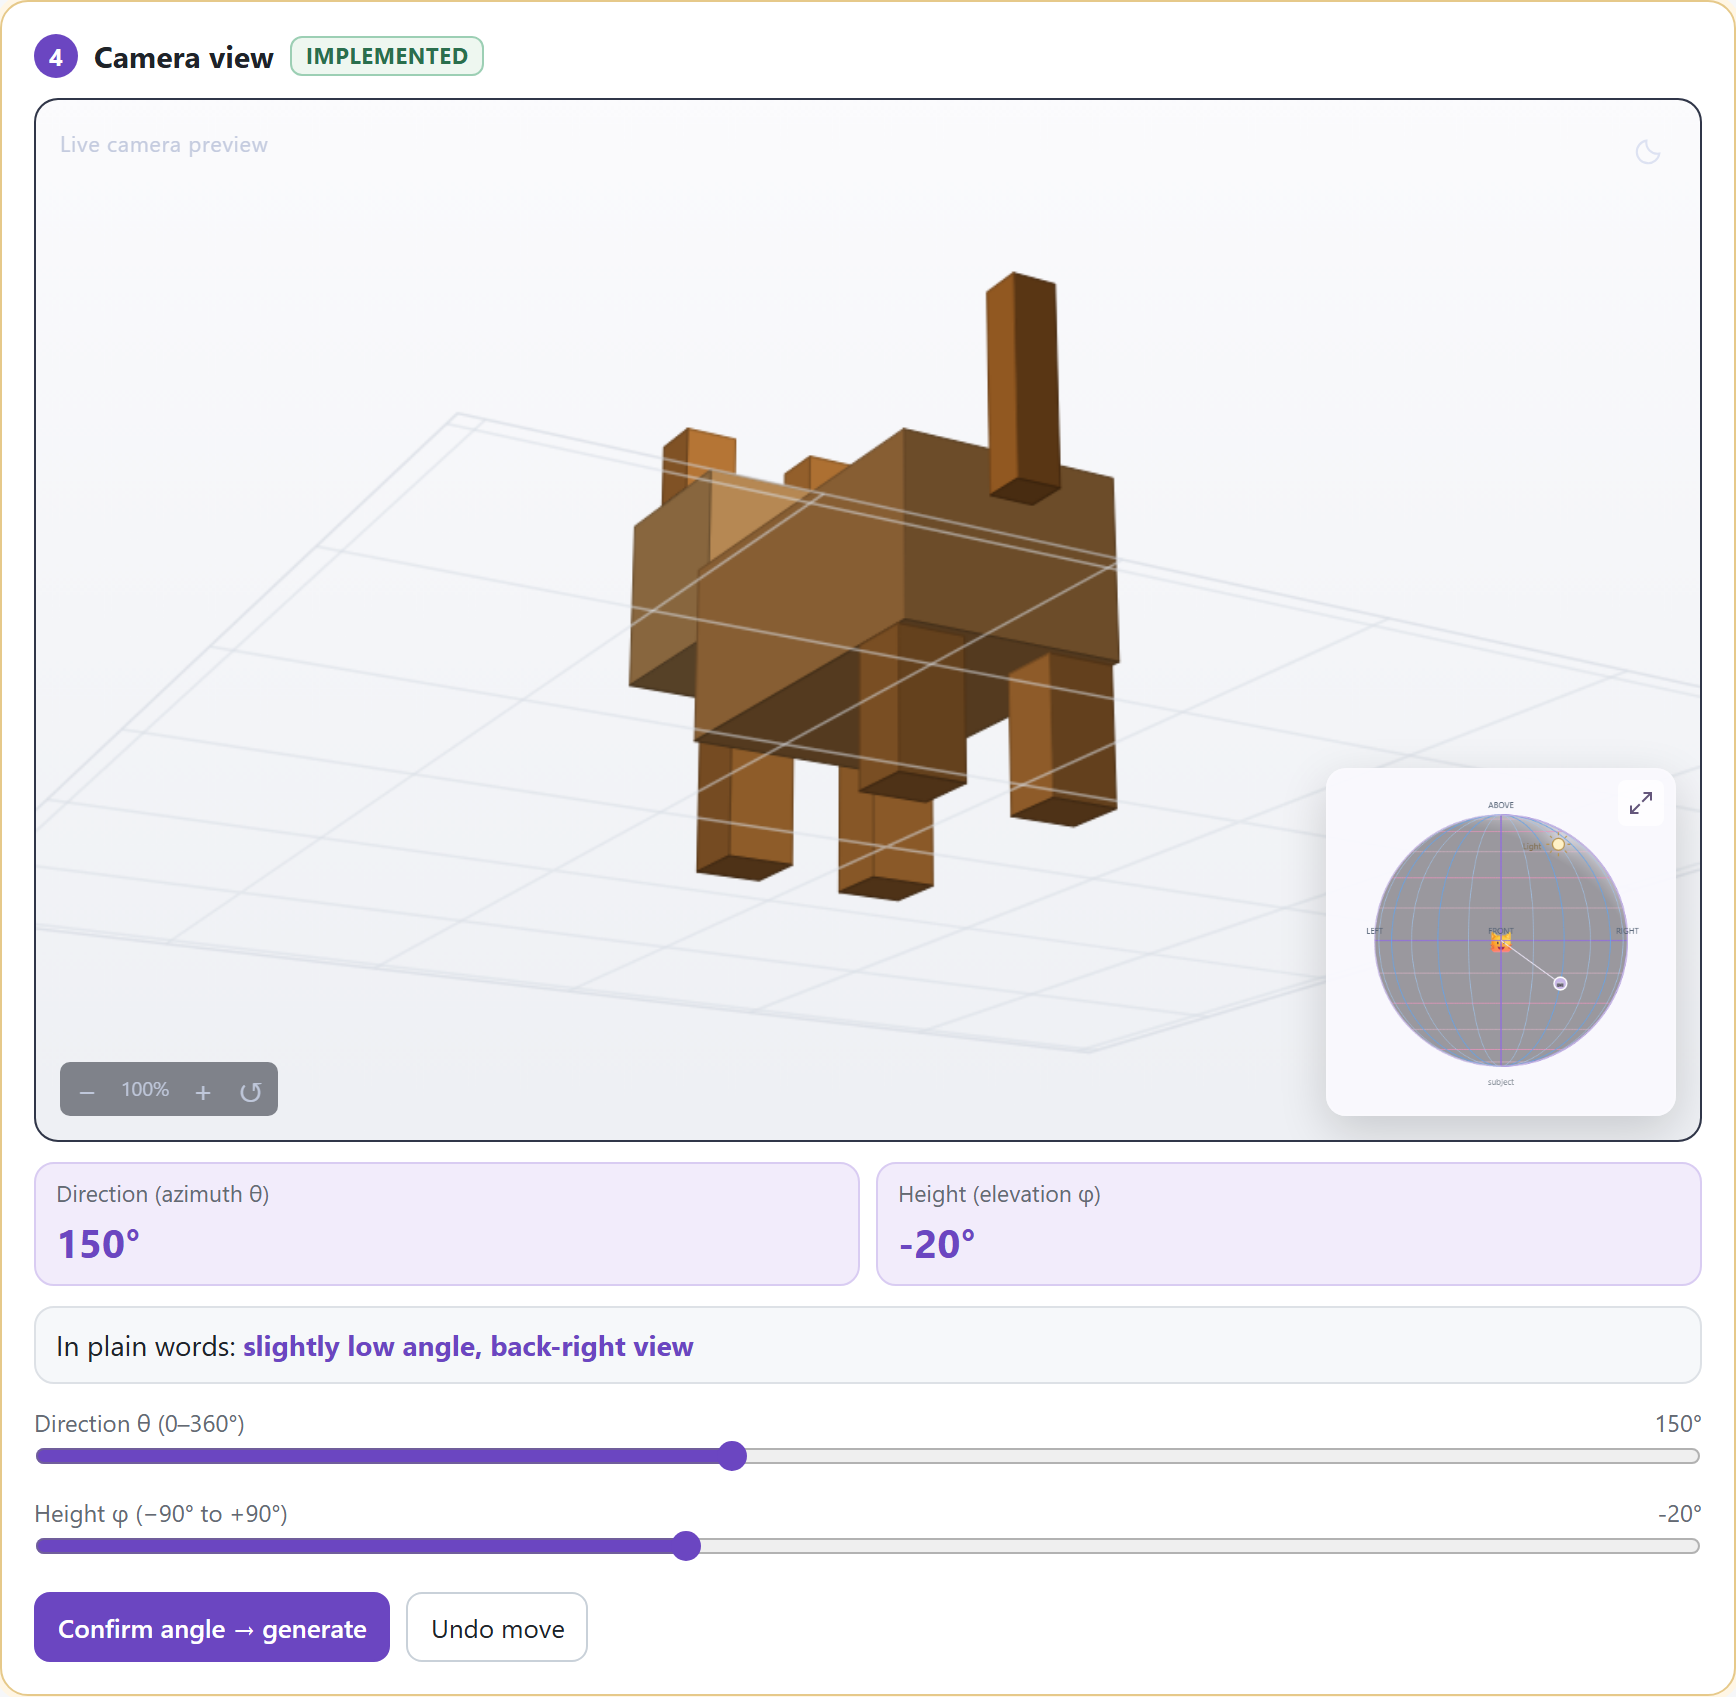 4 Camera view IMPLEMENTED
Live camera preview
ABOVE
Light
LEFT FRONT RIGHT
subject
− 100% + ↺
Direction (azimuth θ)
150°
Height (elevation φ)
-20°
In plain words: slightly low angle, back-right view
Direction θ (0–360°) 150°
Height φ (−90° to +90°) -20°
Confirm angle → generate Undo move